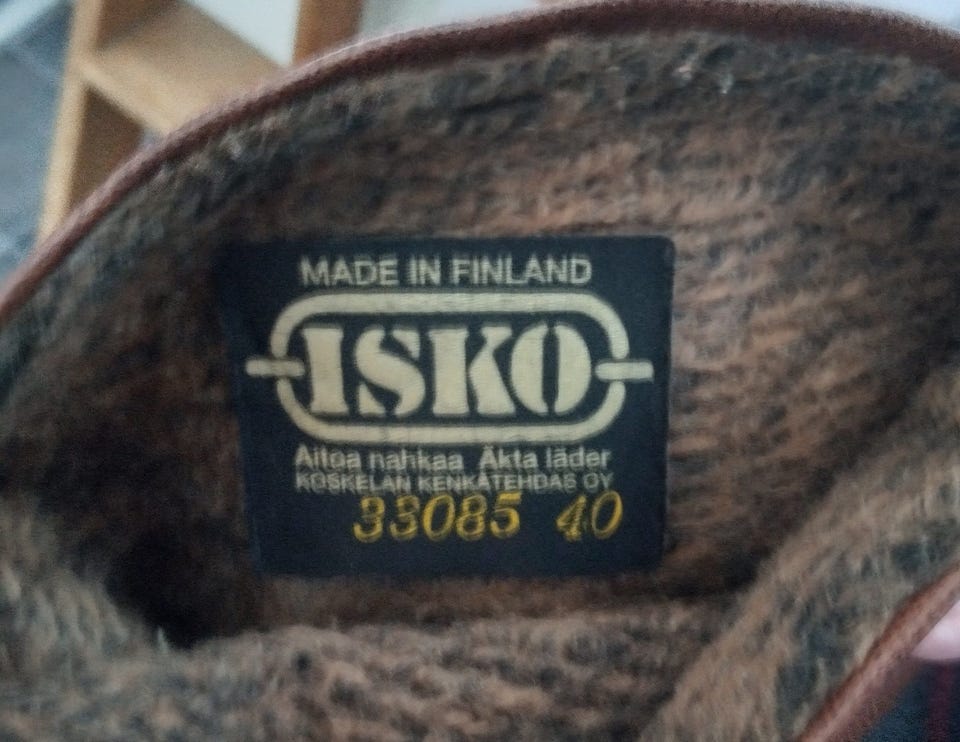 MADE IN FINLAND
ISKO
Aitoa nahkaa Äkta läder
KOSKELAN KENKÄTEHDAS OY
33085 40